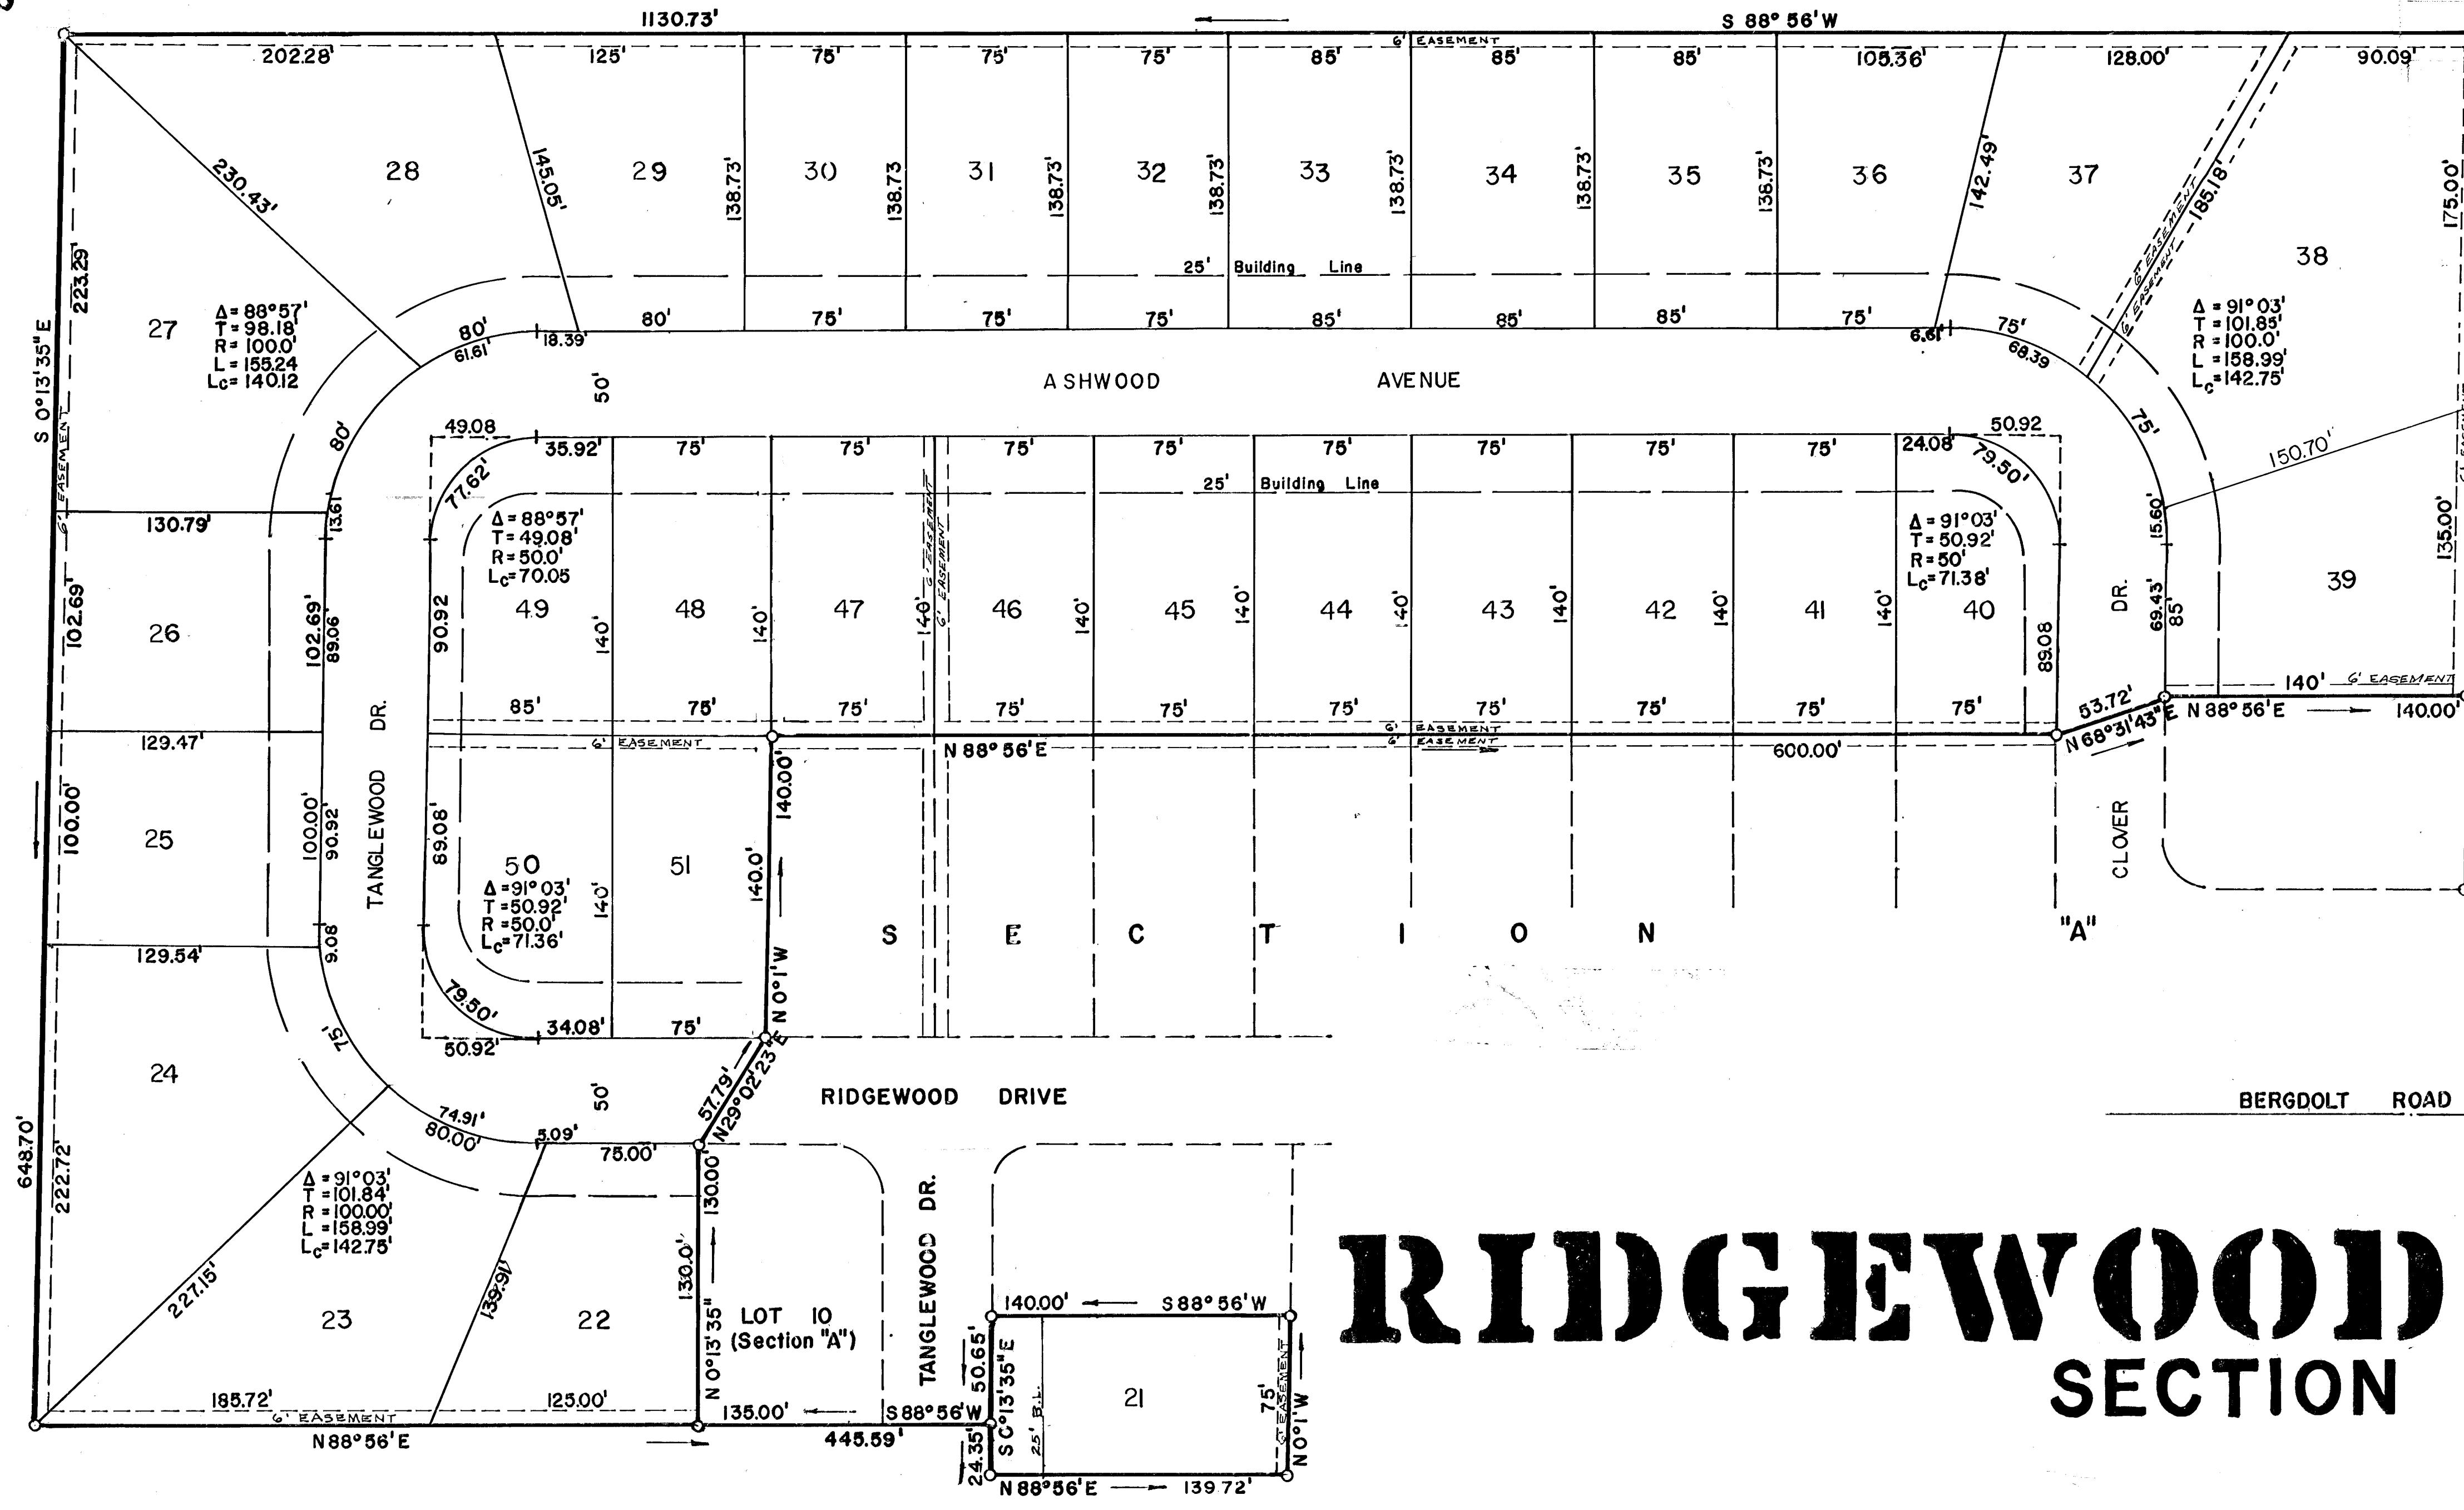 1130.73'
S 88° 56' W
6' EASEMENT
202.28' 125' 75' 75' 75' 85' 85' 85' 105.36' 128.00' 90.09'
28 29 30 31 32 33 34 35 36 37 38
230.43' 145.05' 138.73' 138.73 138.73' 138.73' 138.73' 138.73' 138.73' 142.49' 185.18' 175.00'
6' EASEMENT
6' EASEMENT
S 0° 13' 35" E
223.29'
6' EASEMENT
27
Δ = 88° 57'
T = 98.18'
R = 100.0'
L = 155.24
Lc = 140.12
25' Building Line
80' 75' 75' 75' 85' 85' 85' 75'
80'
61.61'
18.39'
6.61'
75'
68.39
Δ = 91° 03'
T = 101.85'
R = 100.0'
L = 158.99'
Lc = 142.75'
ASHWOOD AVENUE
50'
80'
75'
150.70'
49.08
35.92' 75' 75' 75' 75' 75' 75' 75' 75' 24.08'
50.92
77.62'
79.50'
25' Building Line
130.79'
13.61
15.60'
135.00'
6' EASEMENT
Δ = 88° 57'
T = 49.08'
R = 50.0'
Lc = 70.05
6' EASEMENT
6' EASEMENT
Δ = 91° 03'
T = 50.92'
R = 50'
Lc = 71.38'
49 48 47 46 45 44 43 42 41 40 39
26
102.69'
102.69'
89.06'
90.92
140' 140' 140' 140' 140' 140' 140' 140' 140'
89.08
DR.
69.43'
85'
85' 75' 75' 75' 75' 75' 75' 75' 75' 75'
6' EASEMENT
6' EASEMENT
6' EASEMENT
N 88° 56' E
600.00'
53.72'
N 68° 31' 43" E
140'
6' EASEMENT
N 88° 56' E 140.00'
129.47'
TANGLEWOOD DR.
100.00'
25
100.00'
90.92'
89.08'
140.00'
140.0'
N 0° 1' W
50
51
Δ = 91° 03'
T = 50.92'
R = 50.0'
Lc = 71.36'
140'
CLOVER
SECTION "A"
129.54'
9.08'
79.50'
50.92'
34.08' 75'
75'
24
57.79'
N 29° 02' 23" E
50'
RIDGEWOOD DRIVE
BERGDOLT ROAD
74.91'
80.00'
5.09'
75.00'
648.70'
222.72'
Δ = 91° 03'
T = 101.84'
R = 100.00'
L = 158.99'
Lc = 142.75'
227.15'
139.91'
130.00'
130.0'
N 0° 13' 35"
23 22
LOT 10
(Section "A")
TANGLEWOOD DR.
140.00' S 88° 56' W
50.65'
S 0° 13' 35" E
25' B.L.
21
75'
6' EASEMENT
N 0° 1' W
185.72' 125.00'
6' EASEMENT
N 88° 56' E
135.00' S 88° 56' W
445.59'
24.35'
N 88° 56' E 139.72'
RIDGEWOOD
SECTION